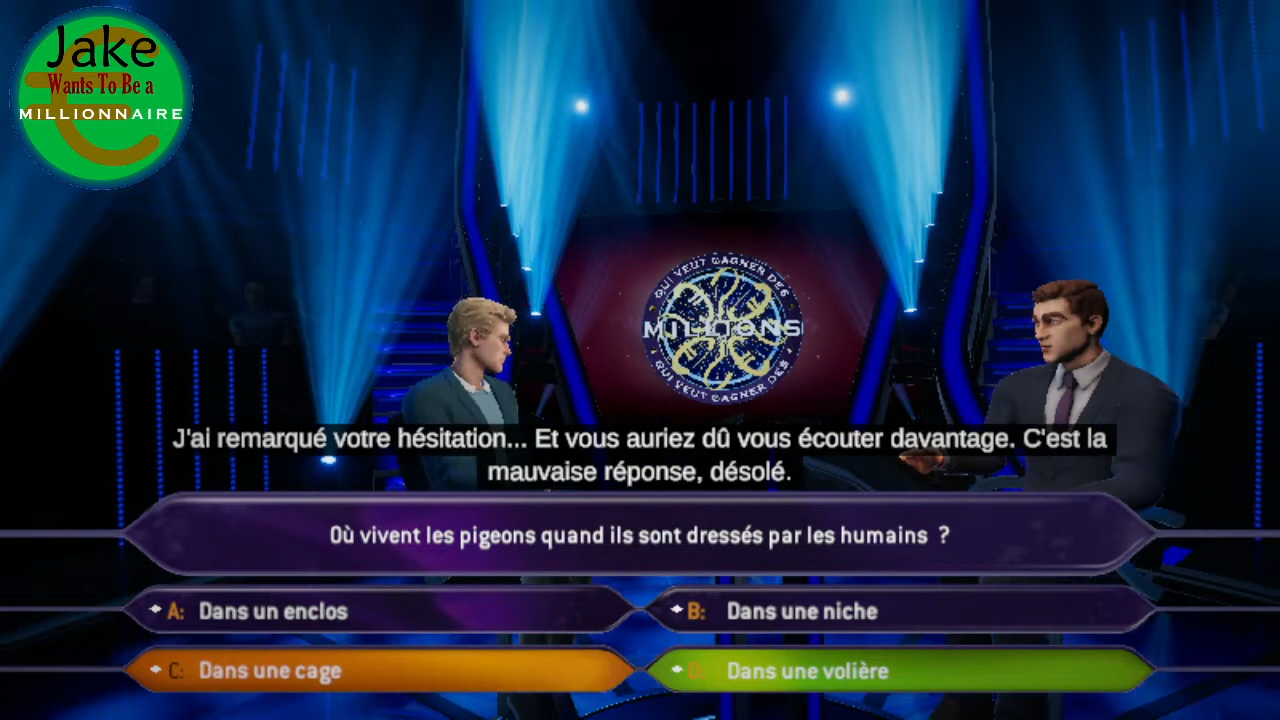 Jake
Wants To Be a
MILLIONNAIRE
QUI VEUT GAGNER DES
MILLIONS
QUI VEUT GAGNER DES
J'ai remarqué votre hésitation... Et vous auriez dû vous écouter davantage. C'est la
mauvaise réponse, désolé.
Où vivent les pigeons quand ils sont dressés par les humains ?
A: Dans un enclos
B: Dans une niche
C: Dans une cage
D: Dans une volière